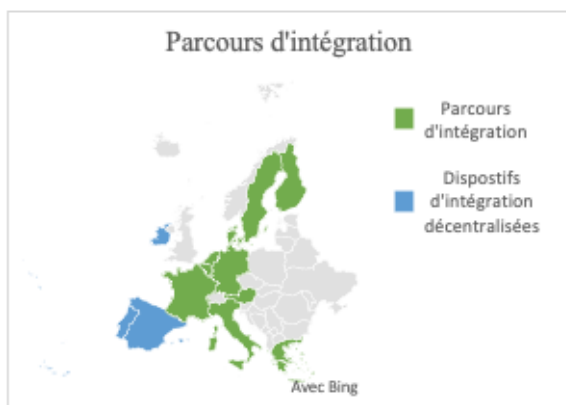 Parcours d'intégration
Parcours
d'intégration
Dispostifs
d'intégration
décentralisées
Avec Bing